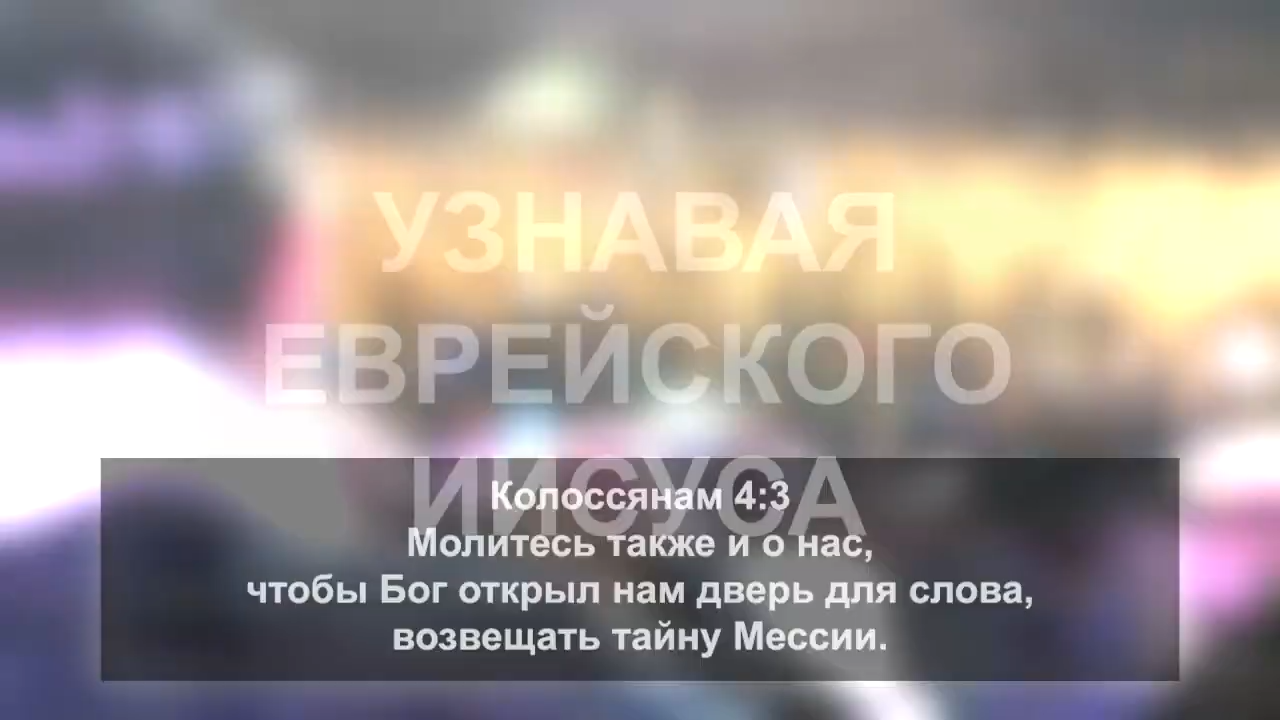 УЗНАВАЯ
ЕВРЕЙСКОГО
ИИСУСА
Колоссянам 4:3
Молитесь также и о нас,
чтобы Бог открыл нам дверь для слова,
возвещать тайну Мессии.